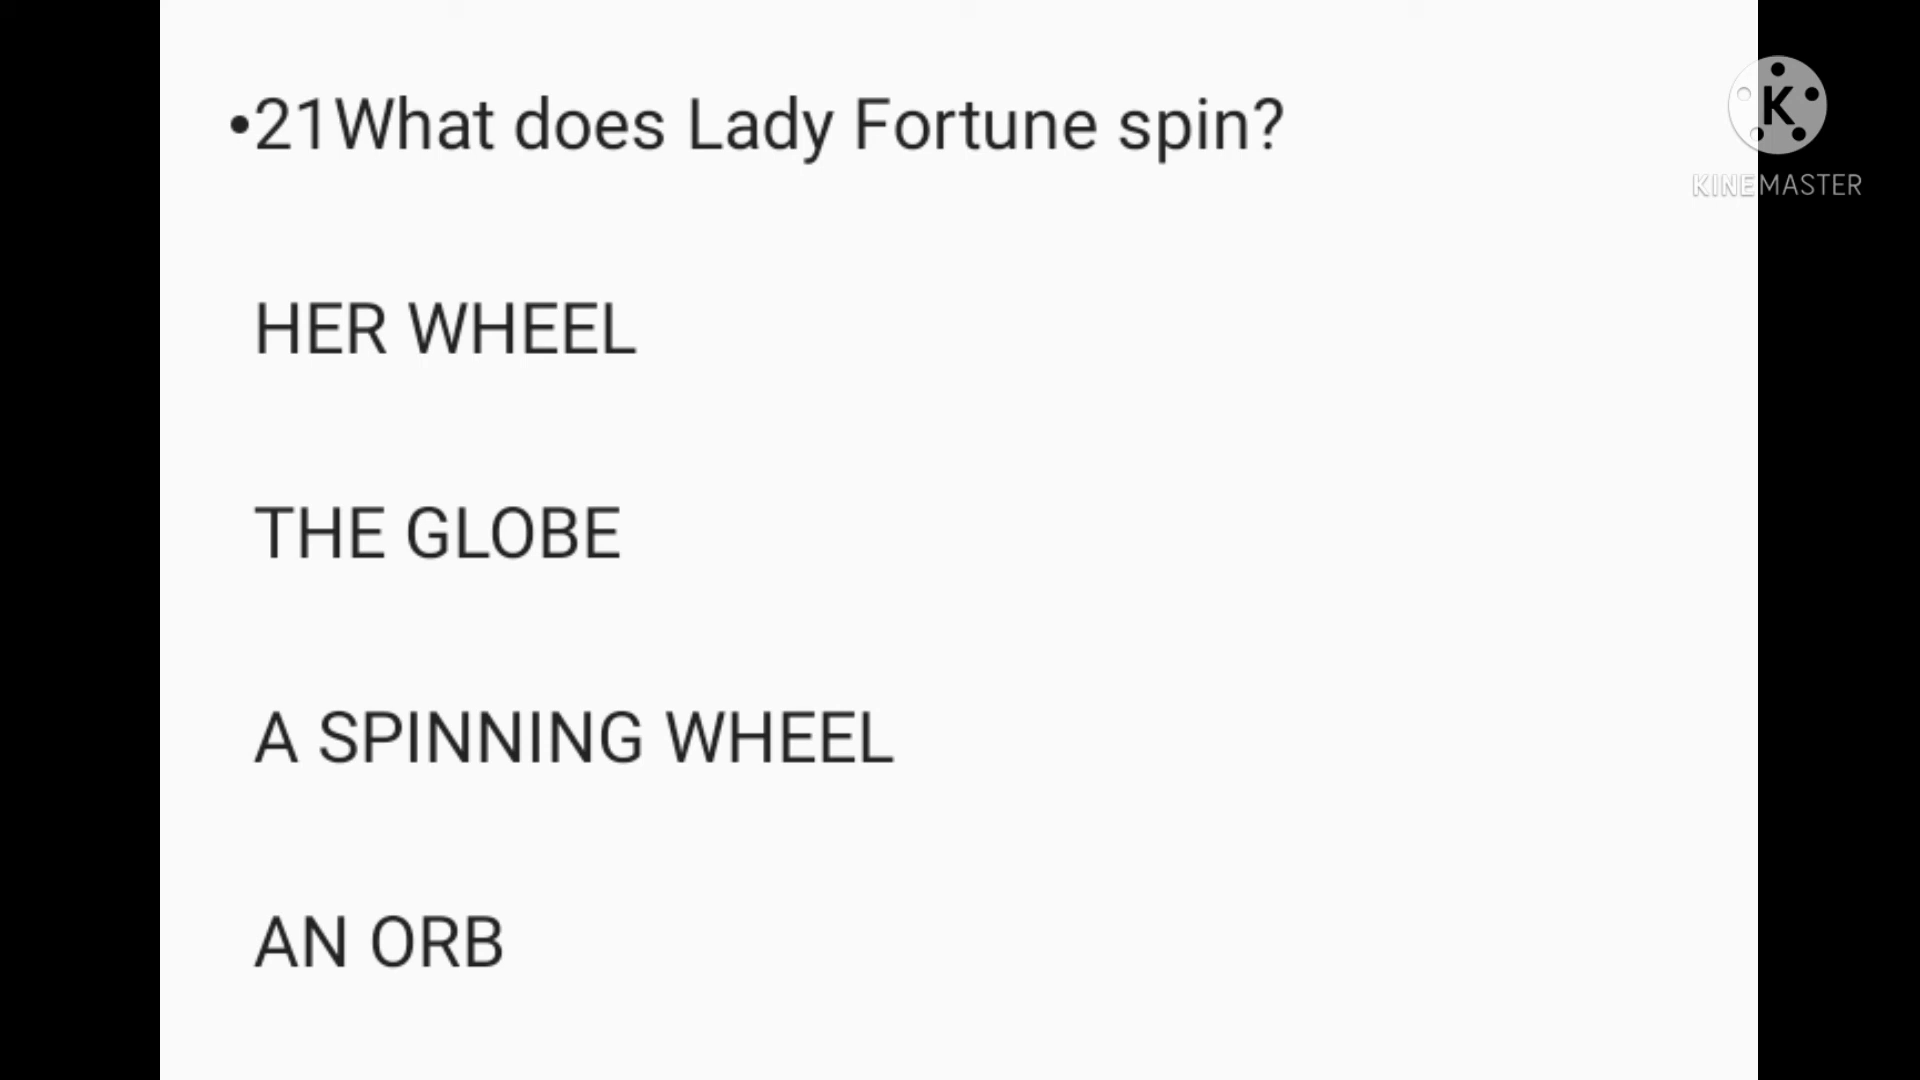 •21What does Lady Fortune spin?
K
KINEMASTER
HER WHEEL
THE GLOBE
A SPINNING WHEEL
AN ORB